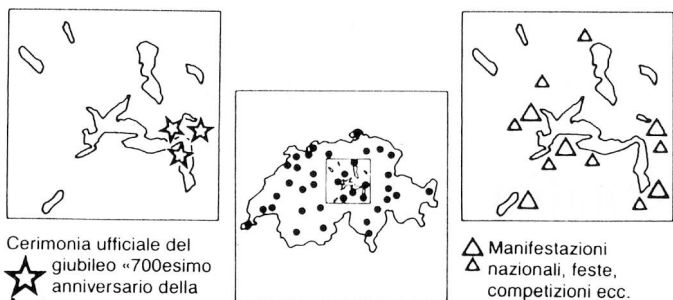 Cerimonia ufficiale del
giubileo «700esimo
anniversario della
Manifestazioni
nazionali, feste,
competizioni ecc.